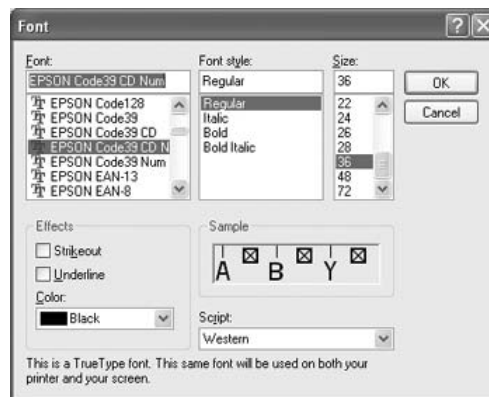 Font
Font:
EPSON Code39 CD Num
EPSON Code128
EPSON Code39
EPSON Code39 CD
EPSON Code39 CD N
EPSON Code39 Num
EPSON EAN-13
EPSON EAN-8
Font style:
Regular
Regular
Italic
Bold
Bold Italic
Size:
36
22
24
26
28
36
48
72
OK
Cancel
Effects
Strikeout
Underline
Color:
Black
Sample
A B Y
Script:
Western
This is a TrueType font. This same font will be used on both your
printer and your screen.